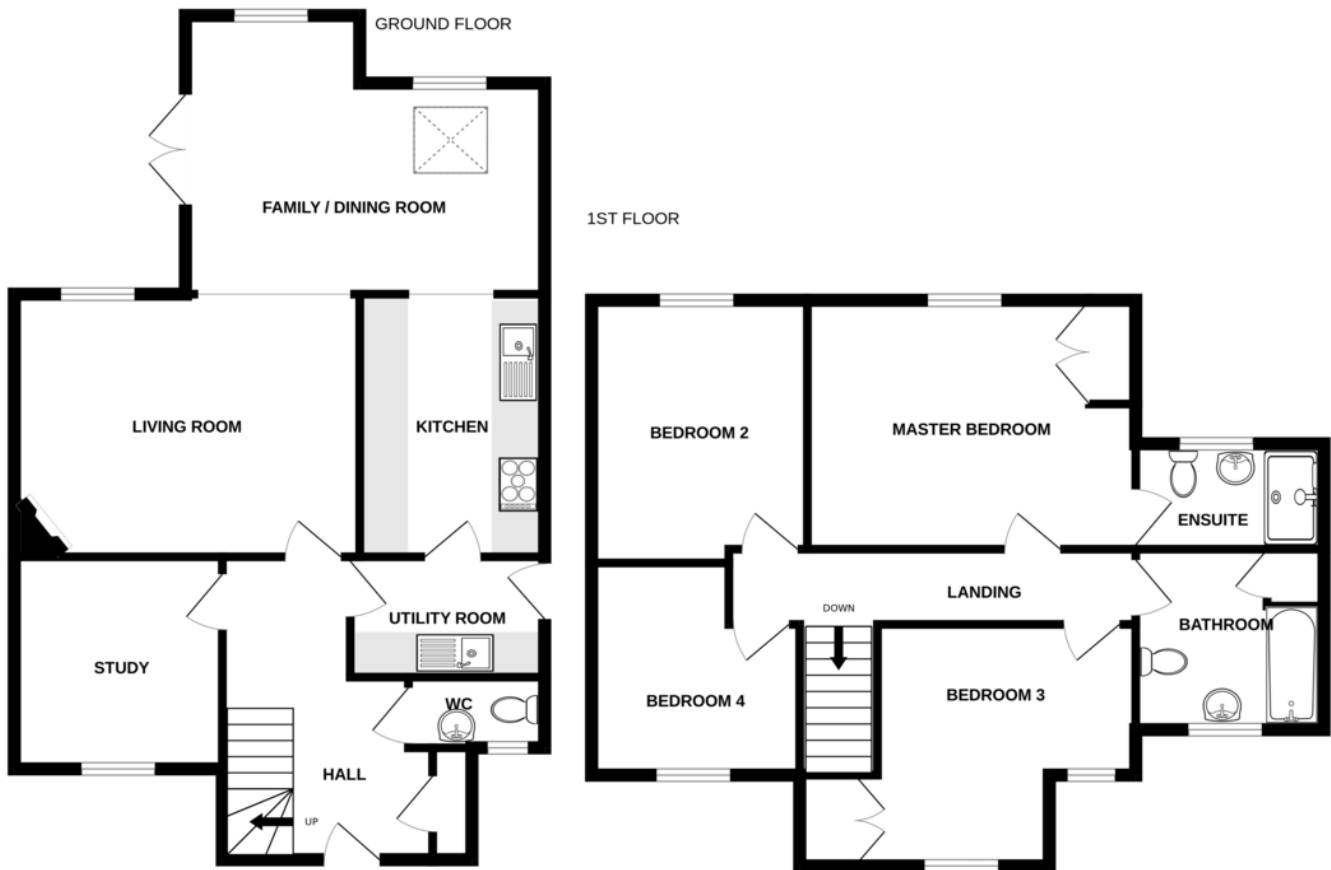 GROUND FLOOR
FAMILY / DINING ROOM
LIVING ROOM
KITCHEN
UTILITY ROOM
STUDY
WC
HALL
UP
1ST FLOOR
BEDROOM 2
MASTER BEDROOM
ENSUITE
LANDING
DOWN
BATHROOM
BEDROOM 4
BEDROOM 3